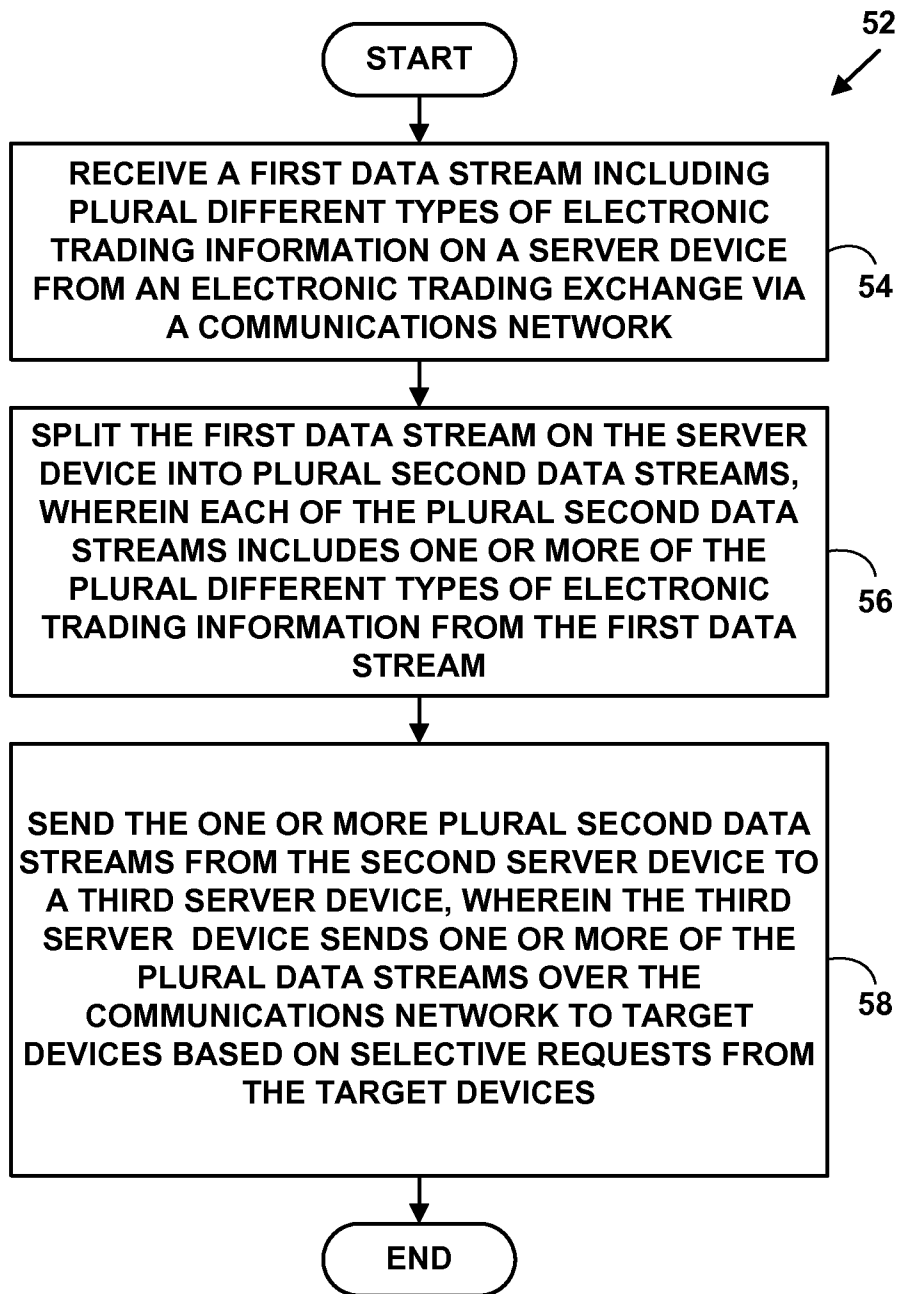 52
START
RECEIVE A FIRST DATA STREAM INCLUDING
PLURAL DIFFERENT TYPES OF ELECTRONIC
TRADING INFORMATION ON A SERVER DEVICE
FROM AN ELECTRONIC TRADING EXCHANGE VIA
A COMMUNICATIONS NETWORK
54
SPLIT THE FIRST DATA STREAM ON THE SERVER
DEVICE INTO PLURAL SECOND DATA STREAMS,
WHEREIN EACH OF THE PLURAL SECOND DATA
STREAMS INCLUDES ONE OR MORE OF THE
PLURAL DIFFERENT TYPES OF ELECTRONIC
TRADING INFORMATION FROM THE FIRST DATA
STREAM
56
SEND THE ONE OR MORE PLURAL SECOND DATA
STREAMS FROM THE SECOND SERVER DEVICE TO
A THIRD SERVER DEVICE, WHEREIN THE THIRD
SERVER DEVICE SENDS ONE OR MORE OF THE
PLURAL DATA STREAMS OVER THE
COMMUNICATIONS NETWORK TO TARGET
DEVICES BASED ON SELECTIVE REQUESTS FROM
THE TARGET DEVICES
58
END